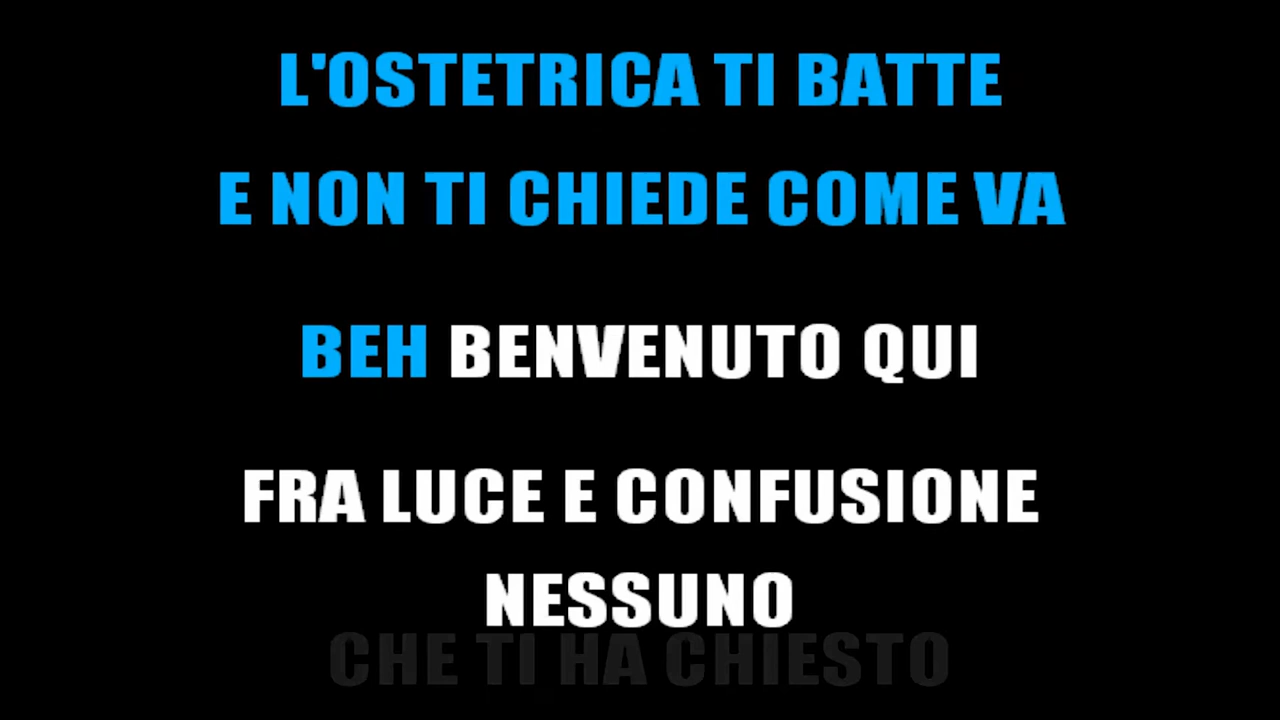 L'OSTETRICA TI BATTE
E NON TI CHIEDE COME VA
BEH BENVENUTO QUI
FRA LUCE E CONFUSIONE
NESSUNO
CHE TI HA CHIESTO